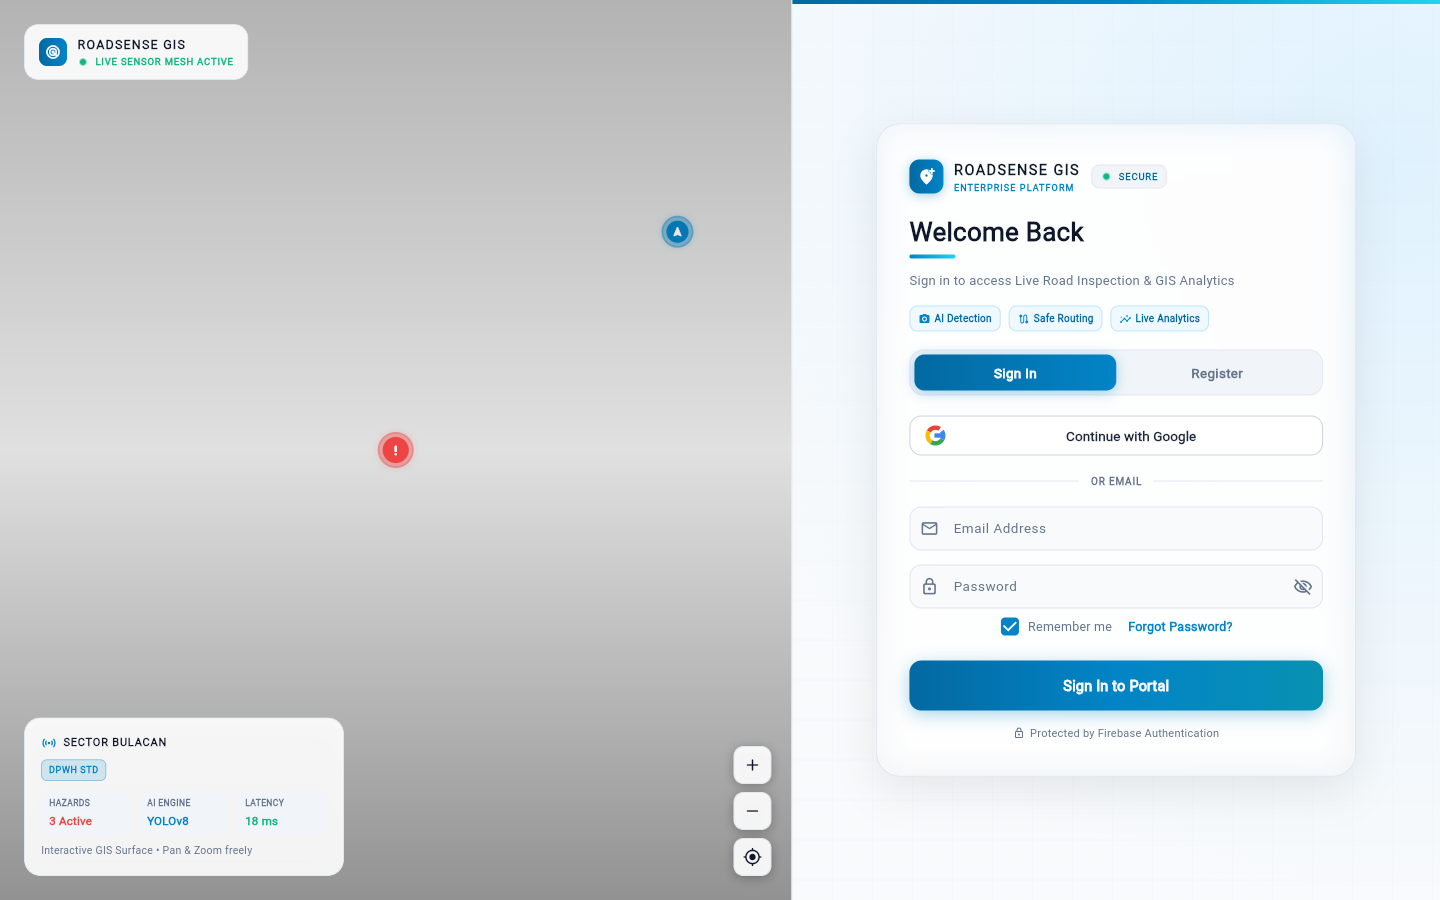 ROADSENSE GIS
LIVE SENSOR MESH ACTIVE
SECTOR BULACAN
DPWH STD
HAZARDS AI ENGINE LATENCY
3 Active YOLOv8 18 ms
Interactive GIS Surface • Pan & Zoom freely
ROADSENSE GIS
ENTERPRISE PLATFORM
SECURE
Welcome Back
Sign in to access Live Road Inspection & GIS Analytics
AI Detection Safe Routing Live Analytics
Sign In Register
Continue with Google
OR EMAIL
Email Address
Password
Remember me Forgot Password?
Sign In to Portal
Protected by Firebase Authentication